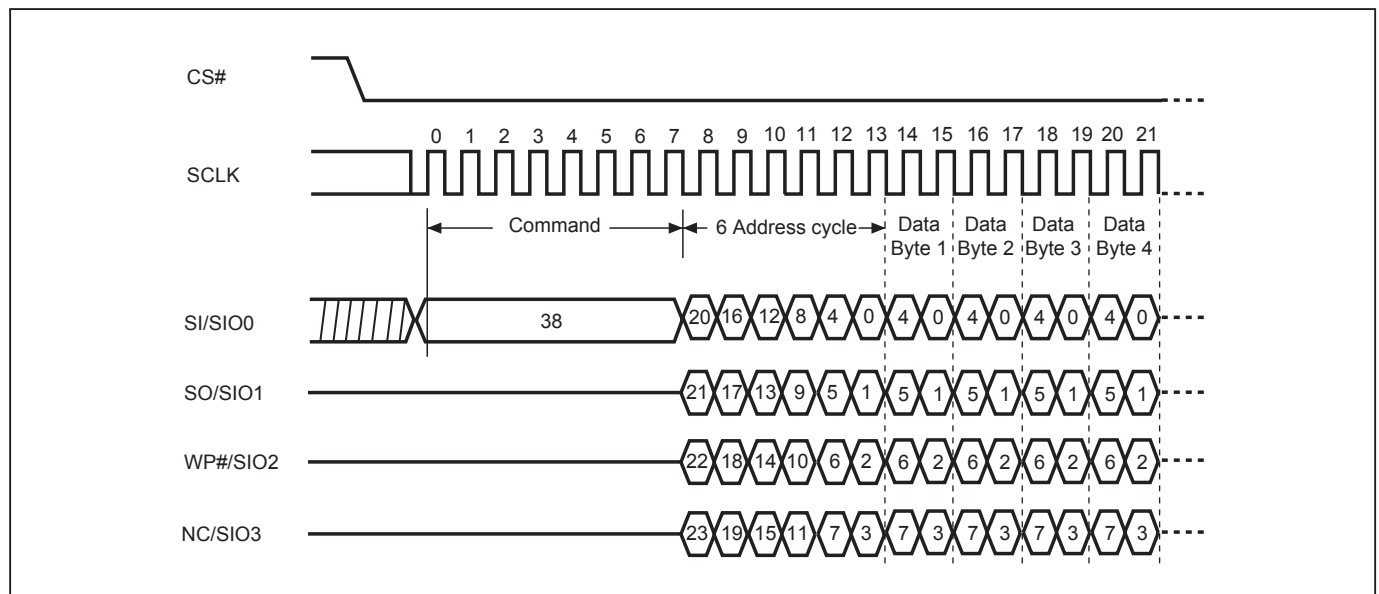 CS#
0 1 2 3 4 5 6 7 8 9 10 11 12 13 14 15 16 17 18 19 20 21
SCLK
Command 6 Address cycle Data Data Data Data
Byte 1 Byte 2 Byte 3 Byte 4
SI/SIO0 38 20 16 12 8 4 0 4 0 4 0 4 0 4 0
SO/SIO1 21 17 13 9 5 1 5 1 5 1 5 1 5 1
WP#/SIO2 22 18 14 10 6 2 6 2 6 2 6 2 6 2
NC/SIO3 23 19 15 11 7 3 7 3 7 3 7 3 7 3